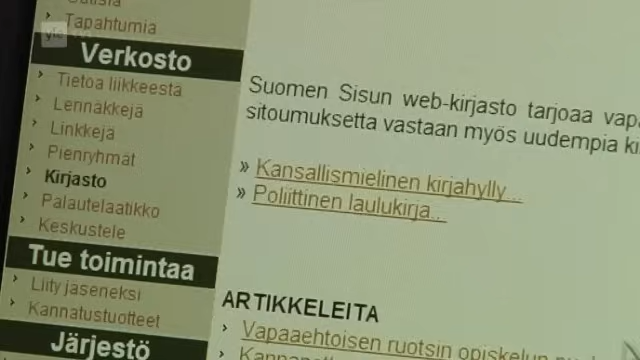 Tapahtumia
yle
Verkosto
Tietoa liikkeestä
Lennäkkejä
Linkkejä
Pienryhmät
Kirjasto
Palautelaatikko
Keskustele
Tue toimintaa
Liity jäseneksi
Kannatustuotteet
Järjestö
Suomen Sisun web-kirjasto tarjoaa
sitoumuksetta vastaan myös uudempia
» Kansallismielinen kirjahylly...
» Poliittinen laulukirja...
ARTIKKELEITA
Vapaaehtoisen ruotsin opiskelun